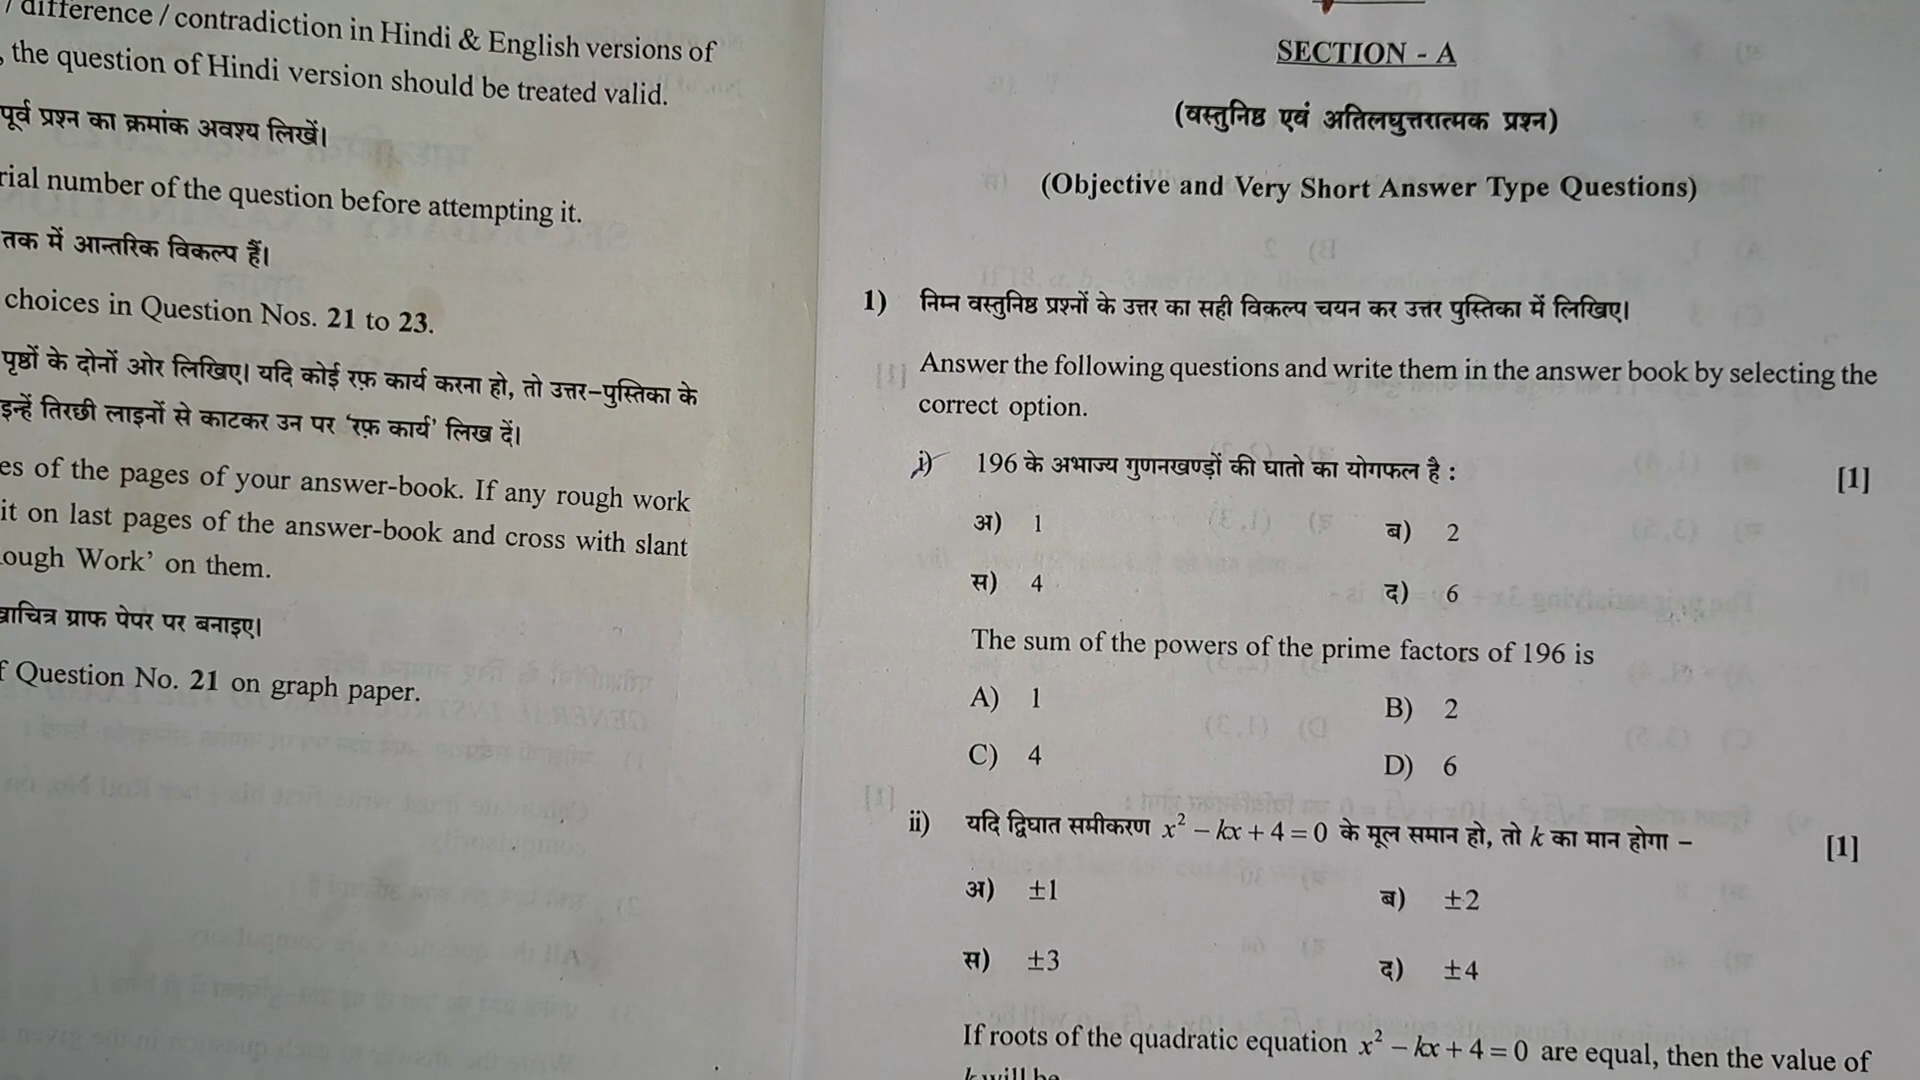 / difference / contradiction in Hindi & English versions of
, the question of Hindi version should be treated valid.
पूर्व प्रश्न का क्रमांक अवश्य लिखें।
rial number of the question before attempting it.
तक में आन्तरिक विकल्प हैं।
choices in Question Nos. 21 to 23.
पृष्ठों के दोनों ओर लिखिए। यदि कोई रफ़ कार्य करना हो, तो उत्तर-पुस्तिका के
इन्हें तिरछी लाइनों से काटकर उन पर ‘रफ़ कार्य’ लिख दें।
es of the pages of your answer-book. If any rough work
it on last pages of the answer-book and cross with slant
ough Work’ on them.
ग्राफ पेपर पर बनाइए।
f Question No. 21 on graph paper.
SECTION - A
(वस्तुनिष्ठ एवं अतिलघुत्तरात्मक प्रश्न)
(Objective and Very Short Answer Type Questions)
1) निम्न वस्तुनिष्ठ प्रश्नों के उत्तर का सही विकल्प चयन कर उत्तर पुस्तिका में लिखिए।
Answer the following questions and write them in the answer book by selecting the
correct option.
i) 196 के अभाज्य गुणनखण्ड़ों की घातो का योगफल है : [1]
अ) 1 ब) 2
स) 4 द) 6
The sum of the powers of the prime factors of 196 is
A) 1 B) 2
C) 4 D) 6
ii) यदि द्विघात समीकरण x² – kx + 4 = 0 के मूल समान हो, तो k का मान होगा – [1]
अ) ±1 ब) ±2
स) ±3 द) ±4
If roots of the quadratic equation x² – kx + 4 = 0 are equal, then the value of
k will be